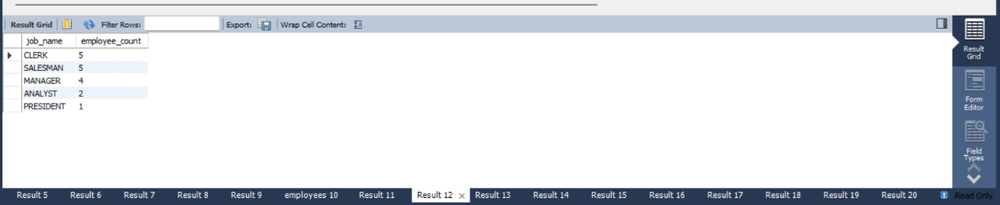 Result Grid Filter Rows: Export: Wrap Cell Content: IA
job_name employee_count
CLERK 5
SALESMAN 5
MANAGER 4
ANALYST 2
PRESIDENT 1
Result
Grid
Form
Editor
Field
Types
Result 5 Result 6 Result 7 Result 8 Result 9 employees 10 Result 11 Result 12 × Result 13 Result 14 Result 15 Result 16 Result 17 Result 18 Result 19 Result 20 Read Only